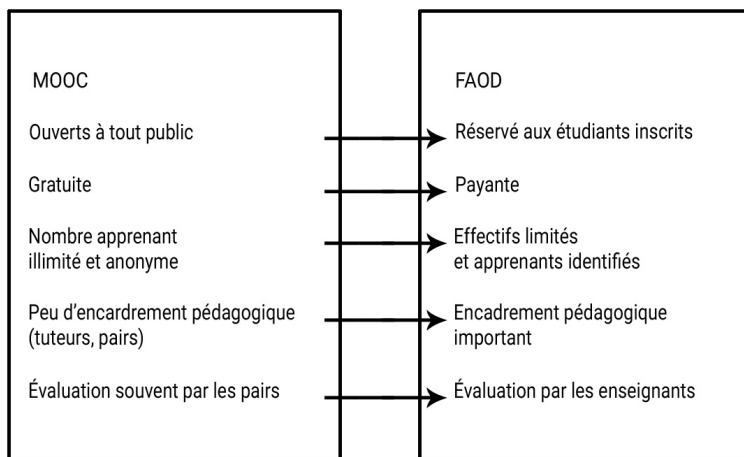 MOOC
Ouverts à tout public
Gratuite
Nombre apprenant
illimité et anonyme
Peu d'encardrement pédagogique
(tuteurs, pairs)
Évaluation souvent par les pairs
FAOD
Réservé aux étudiants inscrits
Payante
Effectifs limités
et apprenants identifiés
Encadrement pédagogique
important
Évaluation par les enseignants